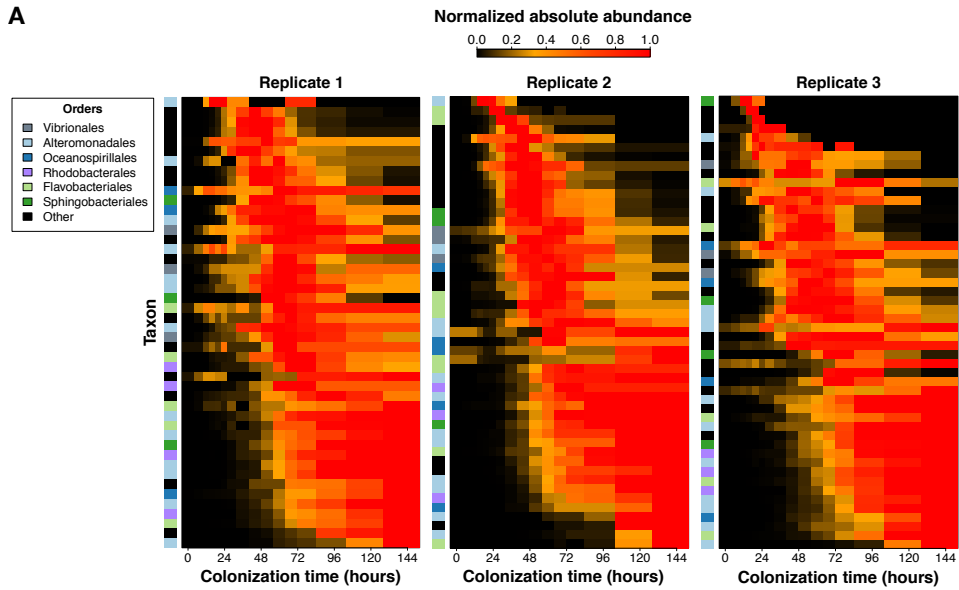 A
Normalized absolute abundance
0.0 0.2 0.4 0.6 0.8 1.0
Replicate 1
Replicate 2
Replicate 3
Orders
Vibrionales
Alteromonadales
Oceanospirillales
Rhodobacterales
Flavobacteriales
Sphingobacteriales
Other
Taxon
0 24 48 72 96 120 144
0 24 48 72 96 120 144
0 24 48 72 96 120 144
Colonization time (hours)
Colonization time (hours)
Colonization time (hours)